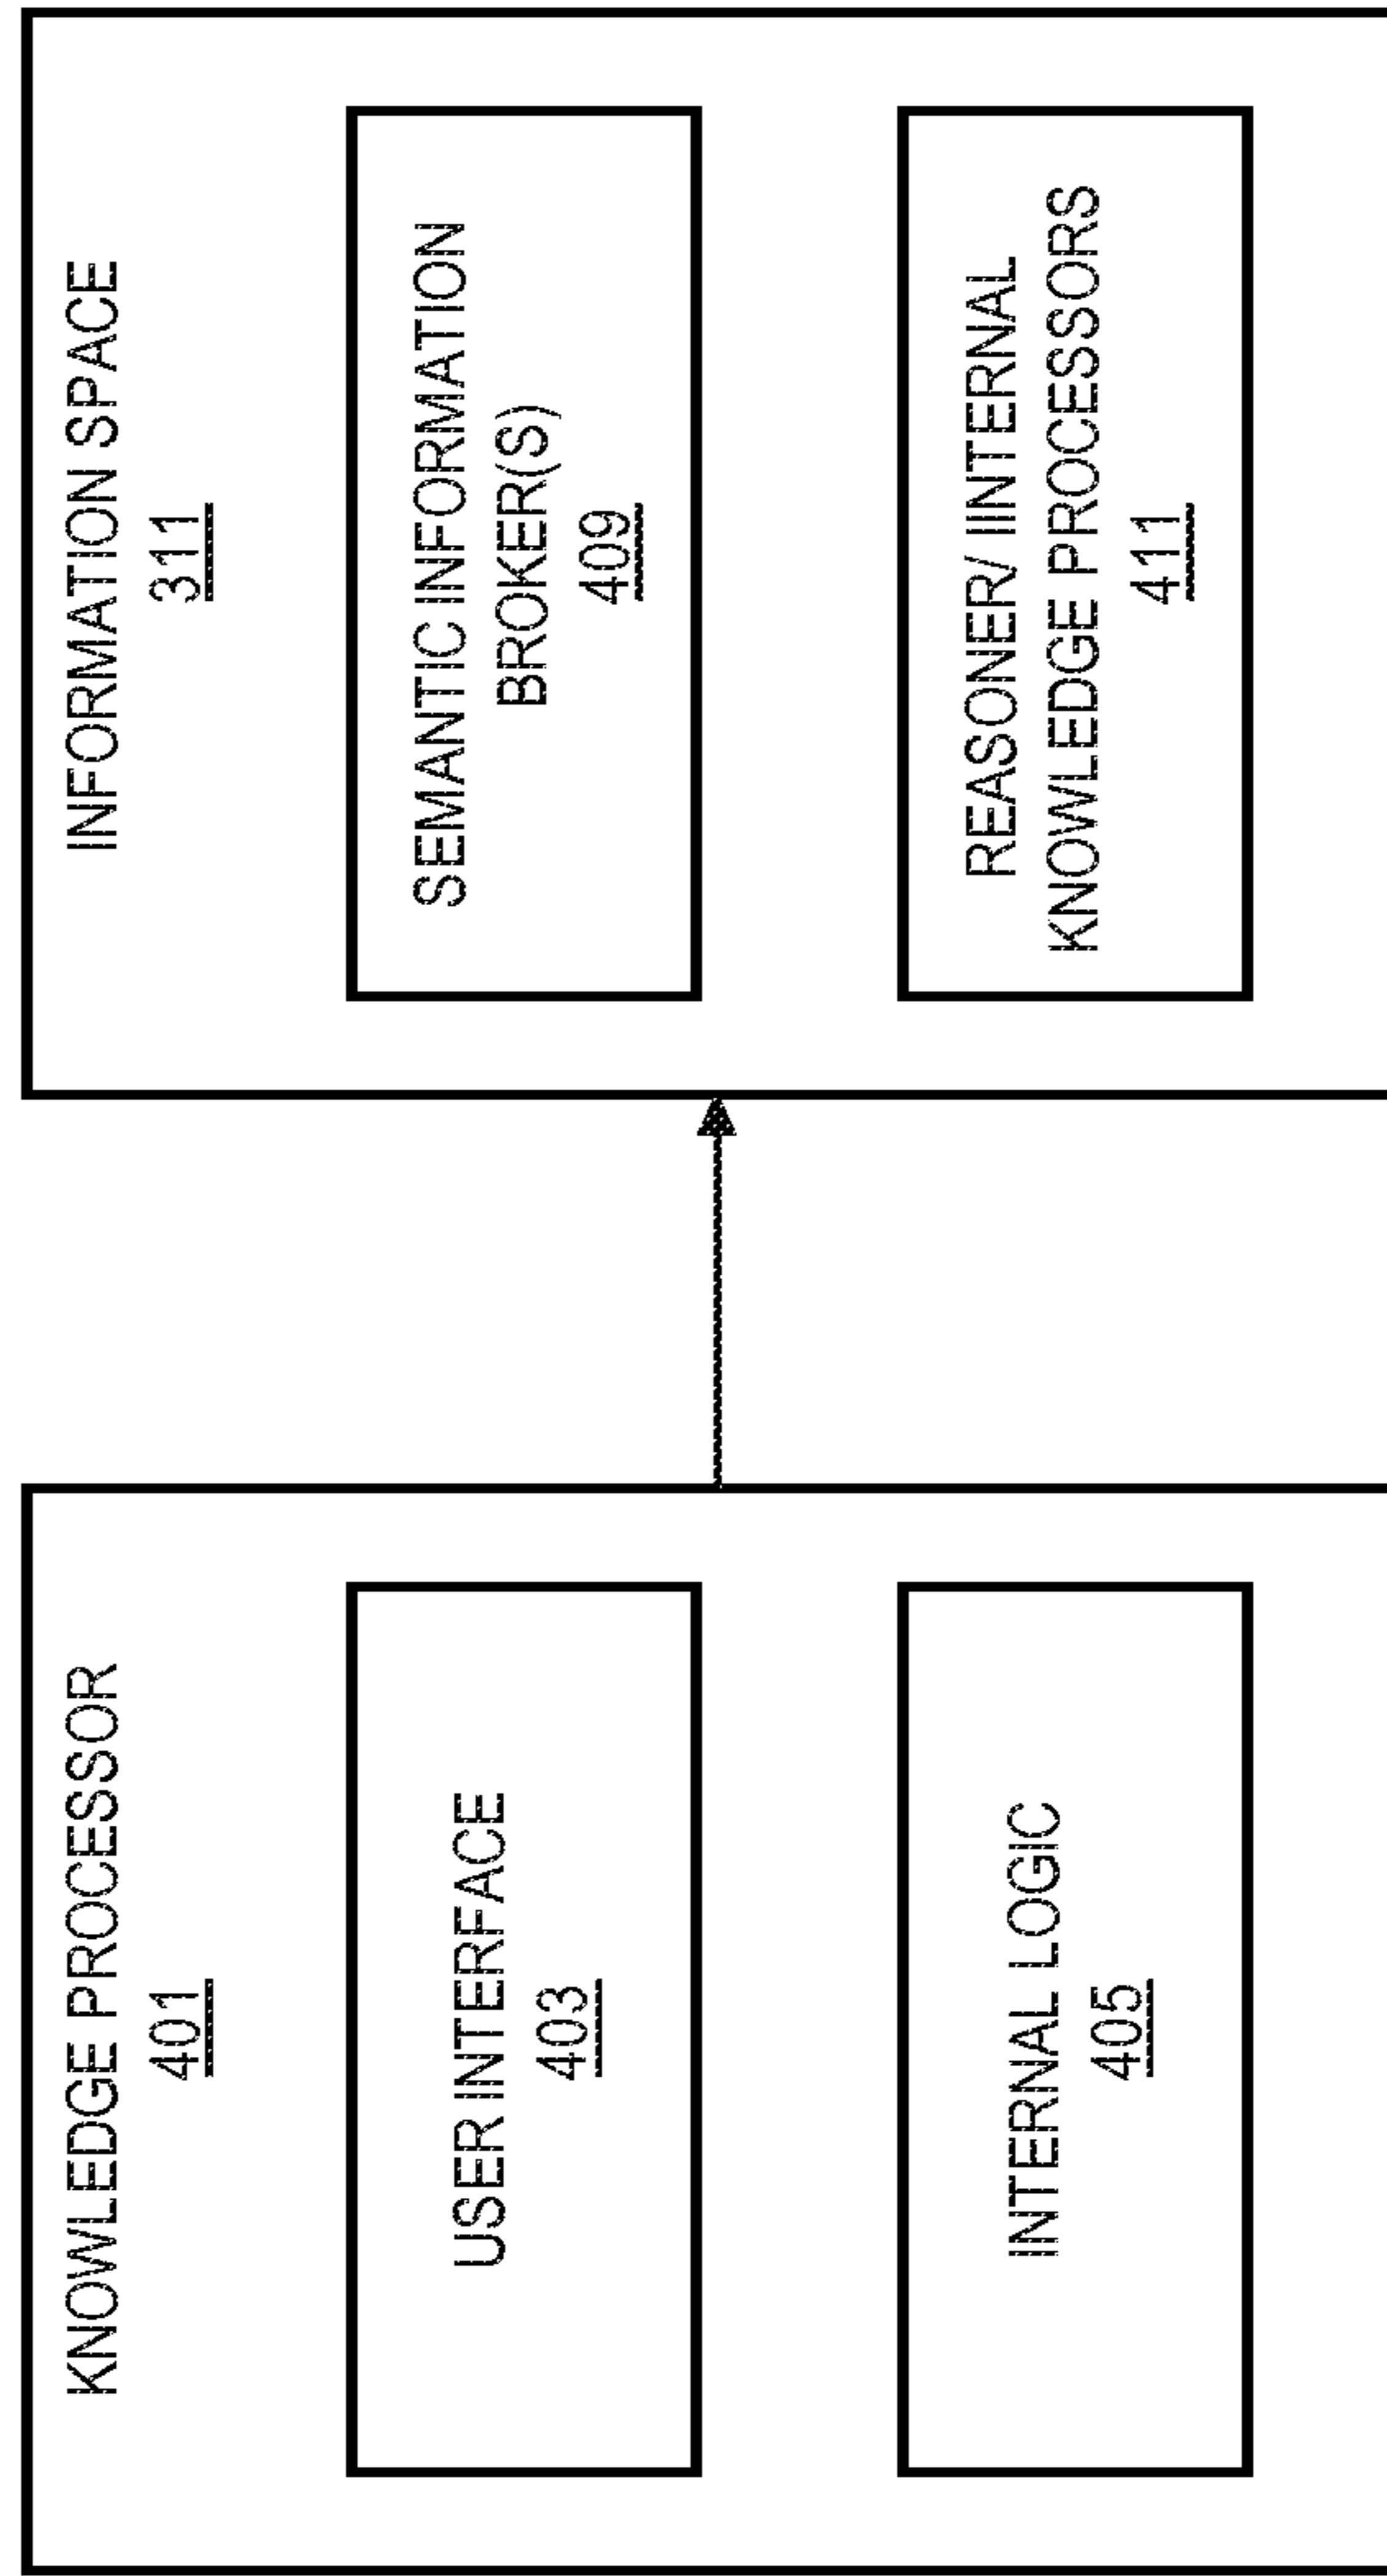 KNOWLEDGE PROCESSOR
401
USER INTERFACE
403
INTERNAL LOGIC
405
INFORMATION SPACE
311
SEMANTIC INFORMATION
BROKER(S)
409
REASONER/ IINTERNAL
KNOWLEDGE PROCESSORS
411